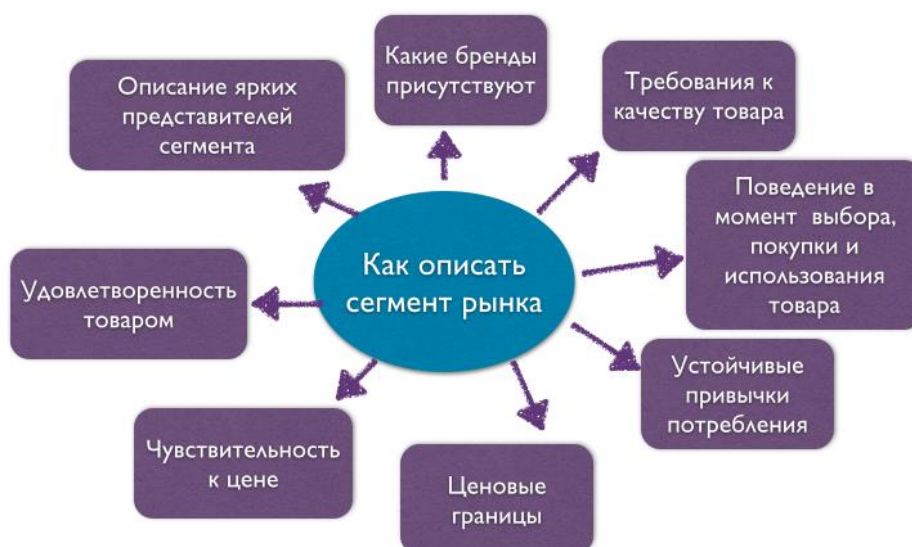 Какие бренды
присутствуют
Описание ярких
представителей
сегмента
Требования к
качеству товара
Поведение в
момент выбора,
покупки и
использования
товара
Как описать
сегмент рынка
Удовлетворенность
товаром
Устойчивые
привычки
потребления
Чувствительность
к цене
Ценовые
границы